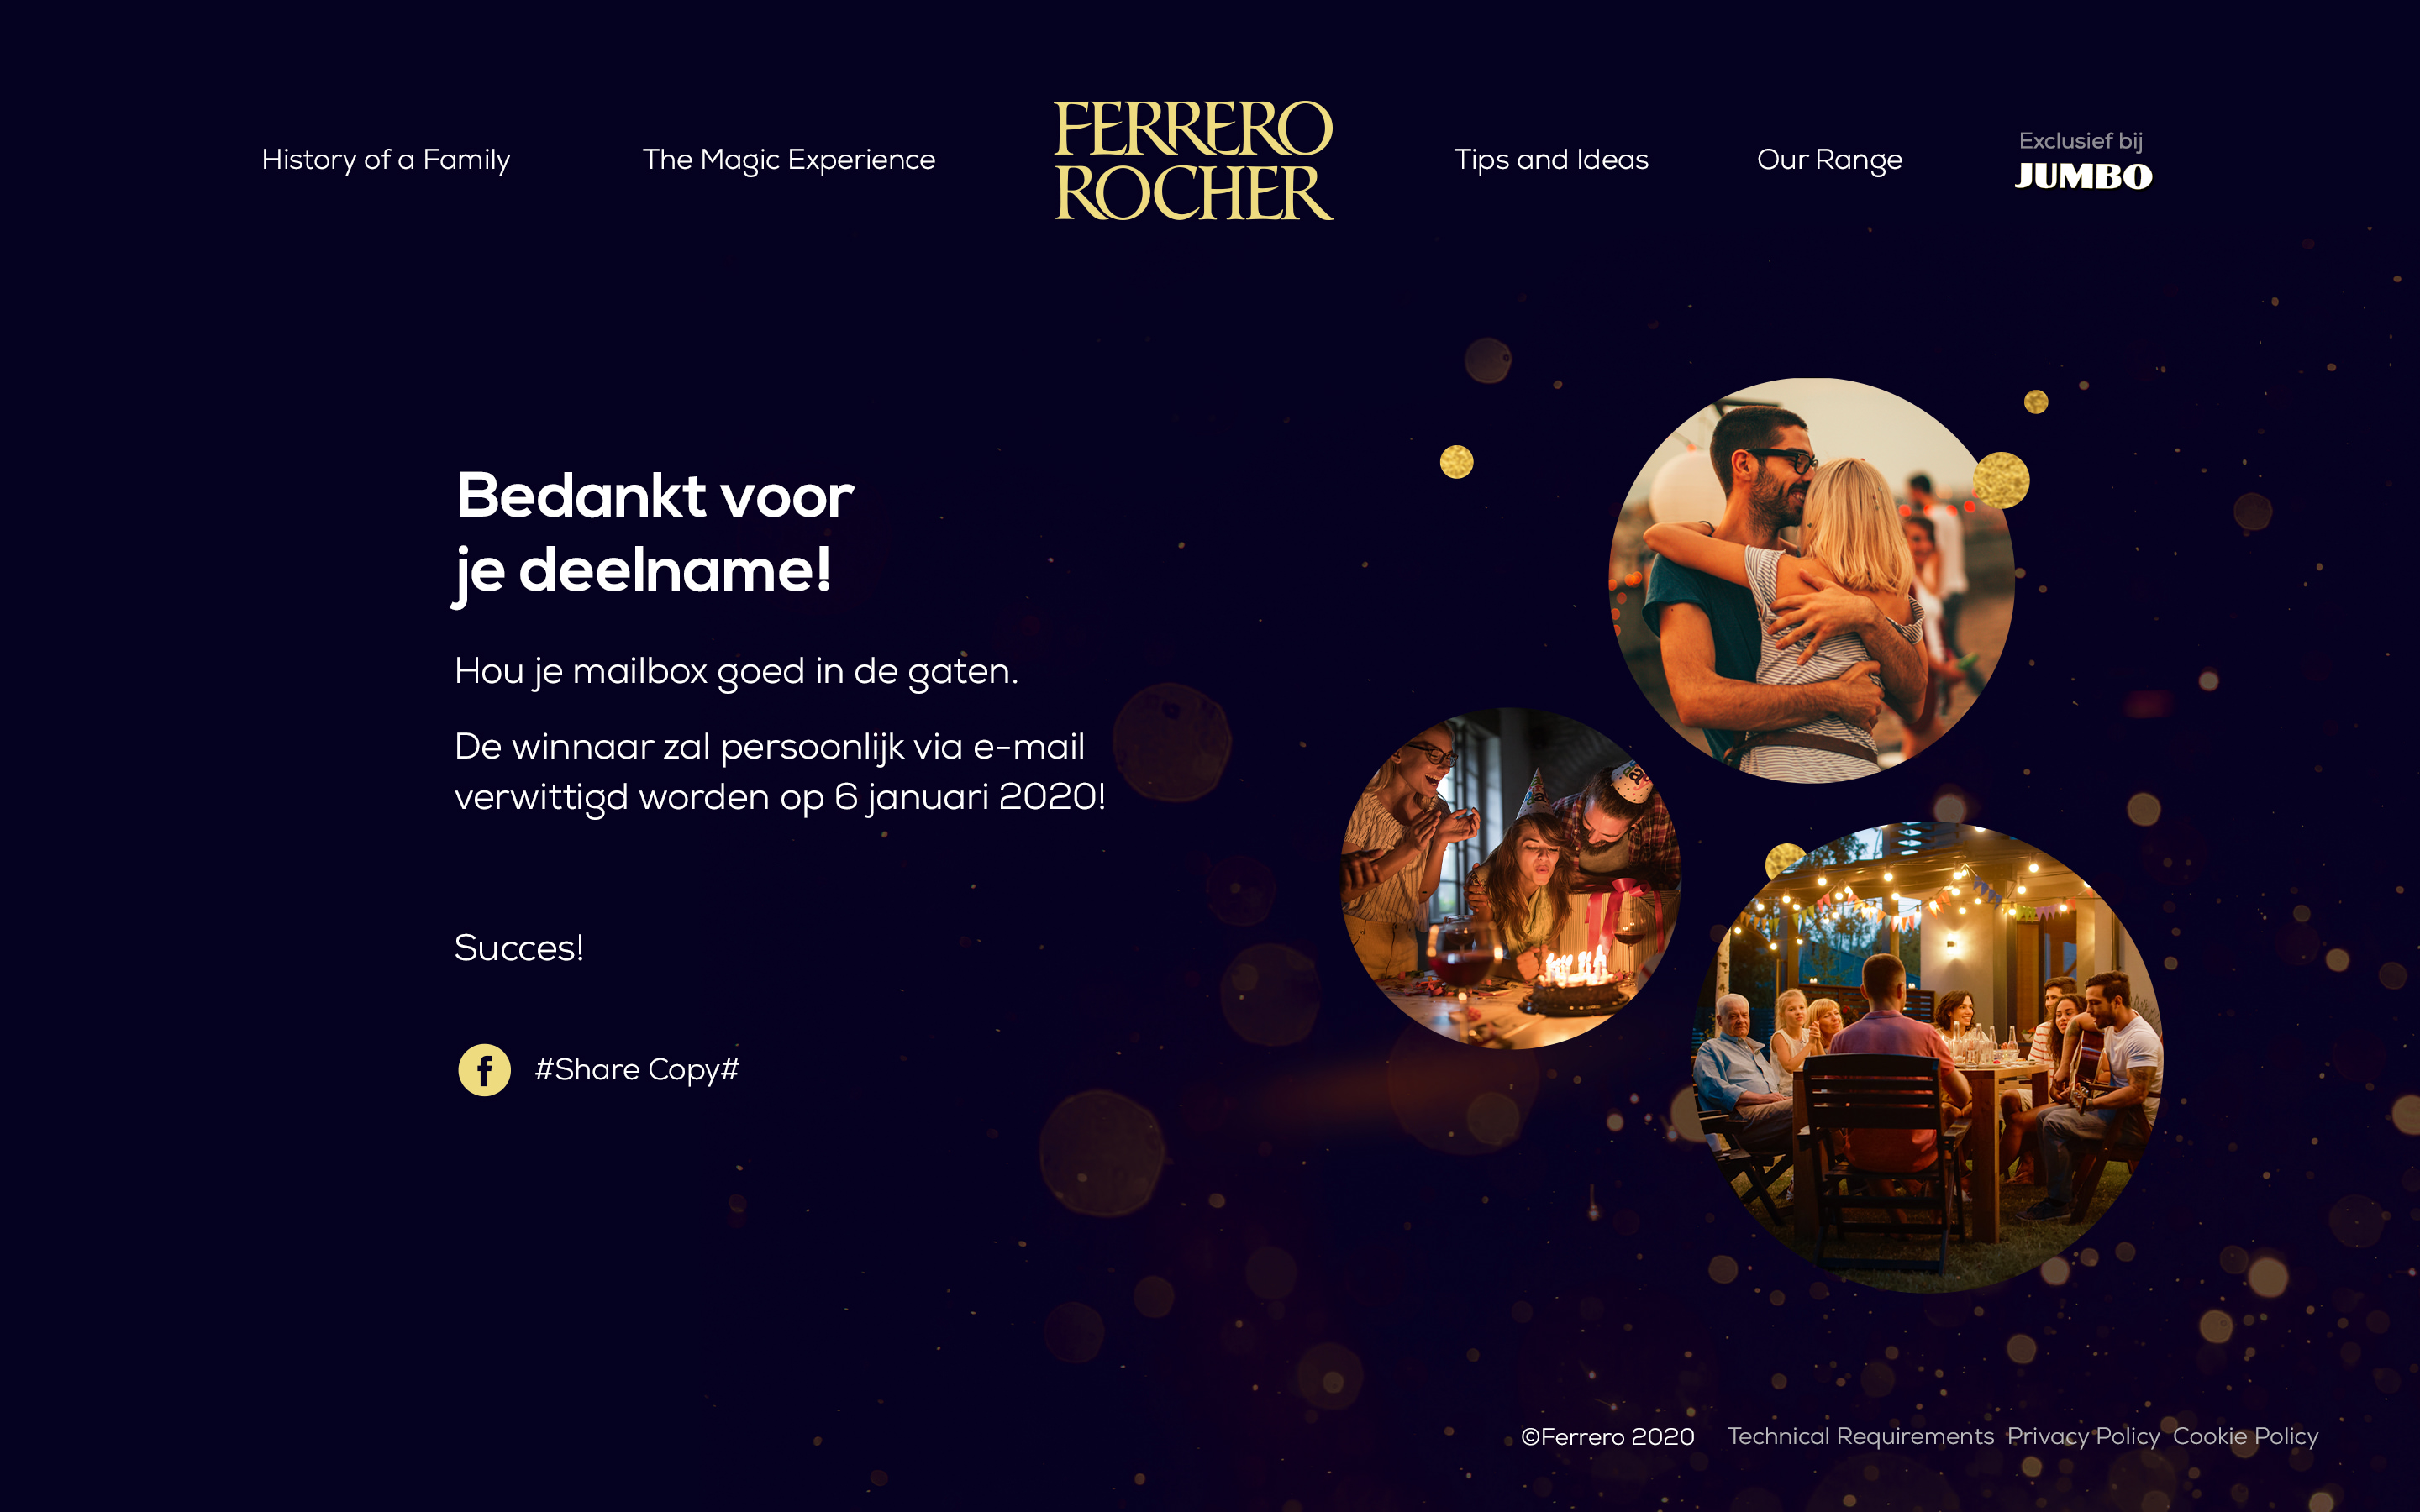 History of a Family
The Magic Experience
FERRERO
ROCHER
Tips and Ideas
Our Range
Exclusief bij
JUMBO
Bedankt voor
je deelname!
Hou je mailbox goed in de gaten.
De winnaar zal persoonlijk via e-mail
verwittigd worden op 6 januari 2020!
Succes!
f
#Share Copy#
©Ferrero 2020
Technical Requirements
Privacy Policy
Cookie Policy